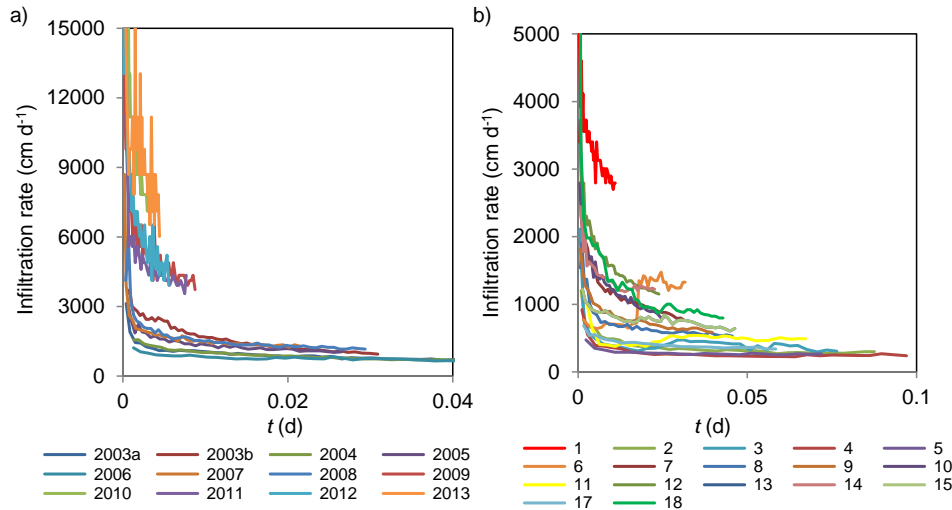 a)
15000
12000
9000
6000
3000
0
Infiltration rate (cm d-1)
0 0.02 0.04
t (d)
2003a 2003b 2004 2005
2006 2007 2008 2009
2010 2011 2012 2013
b)
5000
4000
3000
2000
1000
0
Infiltration rate (cm d-1)
0 0.05 0.1
t (d)
1 2 3 4 5
6 7 8 9 10
11 12 13 14 15
17 18